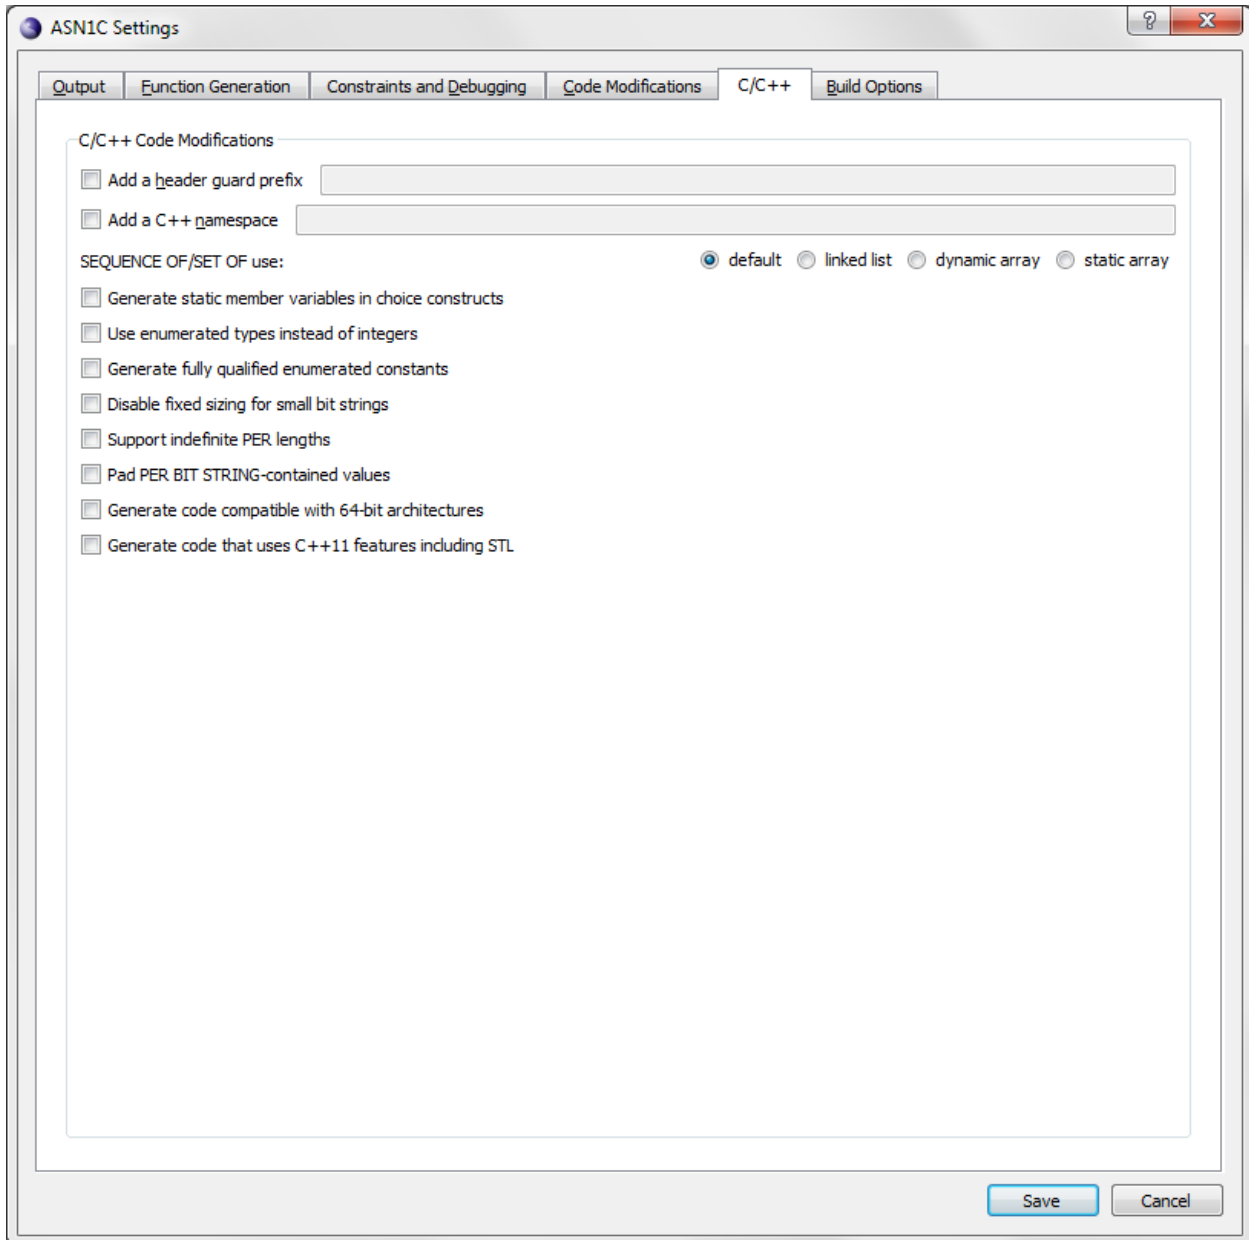 ASN1C Settings
Output Function Generation Constraints and Debugging Code Modifications C/C++ Build Options
C/C++ Code Modifications
Add a header guard prefix
Add a C++ namespace
SEQUENCE OF/SET OF use: default linked list dynamic array static array
Generate static member variables in choice constructs
Use enumerated types instead of integers
Generate fully qualified enumerated constants
Disable fixed sizing for small bit strings
Support indefinite PER lengths
Pad PER BIT STRING-contained values
Generate code compatible with 64-bit architectures
Generate code that uses C++11 features including STL
Save Cancel